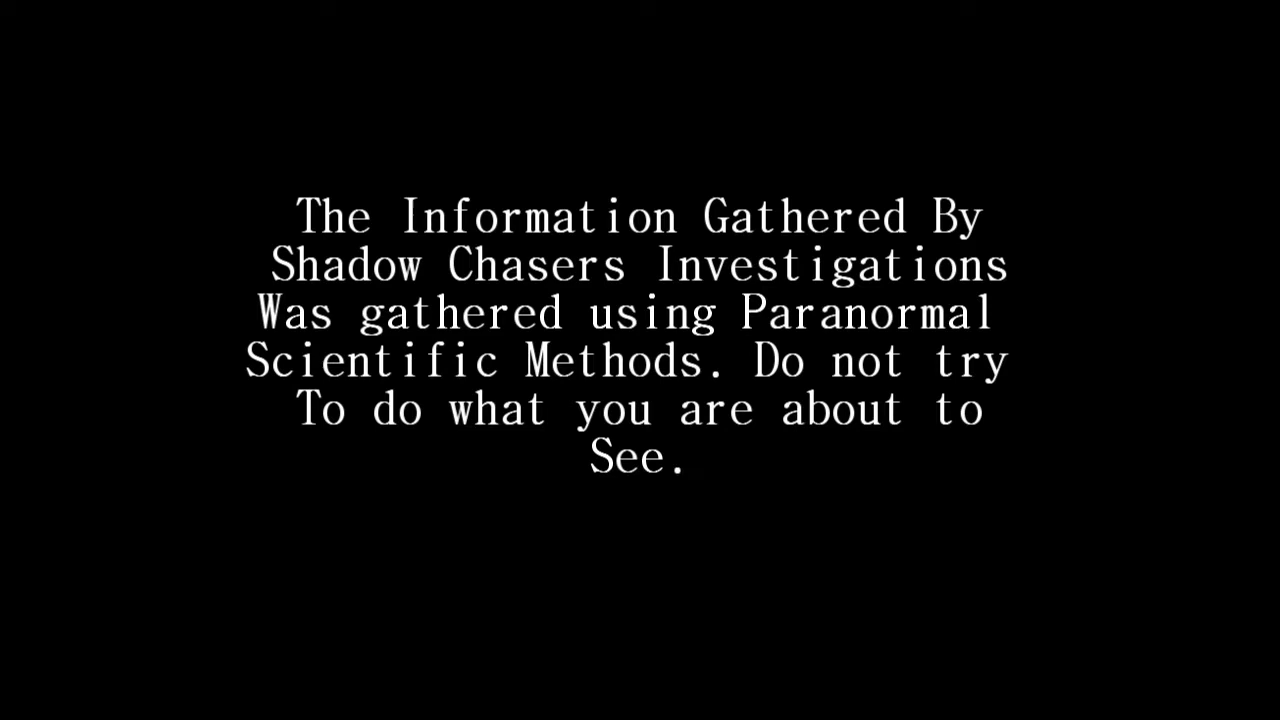 The Information Gathered By
Shadow Chasers Investigations
Was gathered using Paranormal
Scientific Methods. Do not try
To do what you are about to
See.